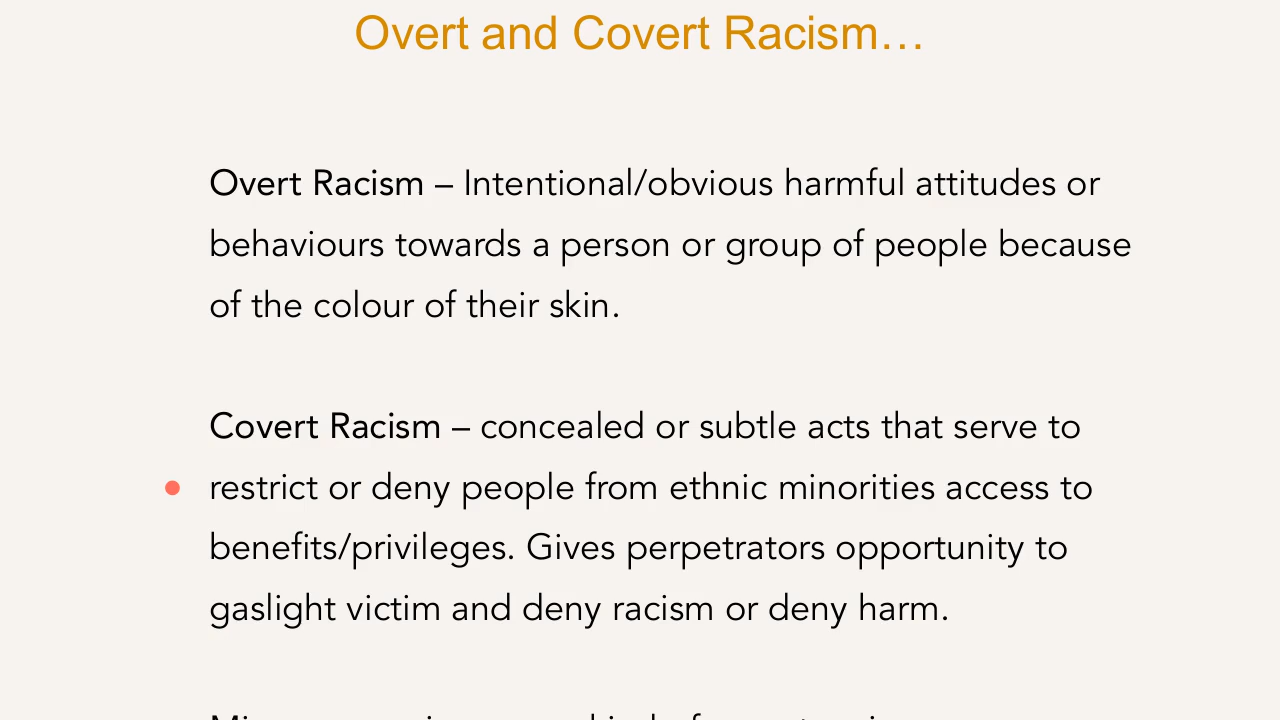 Overt and Covert Racism…
Overt Racism – Intentional/obvious harmful attitudes or
behaviours towards a person or group of people because
of the colour of their skin.
Covert Racism – concealed or subtle acts that serve to
restrict or deny people from ethnic minorities access to
benefits/privileges. Gives perpetrators opportunity to
gaslight victim and deny racism or deny harm.